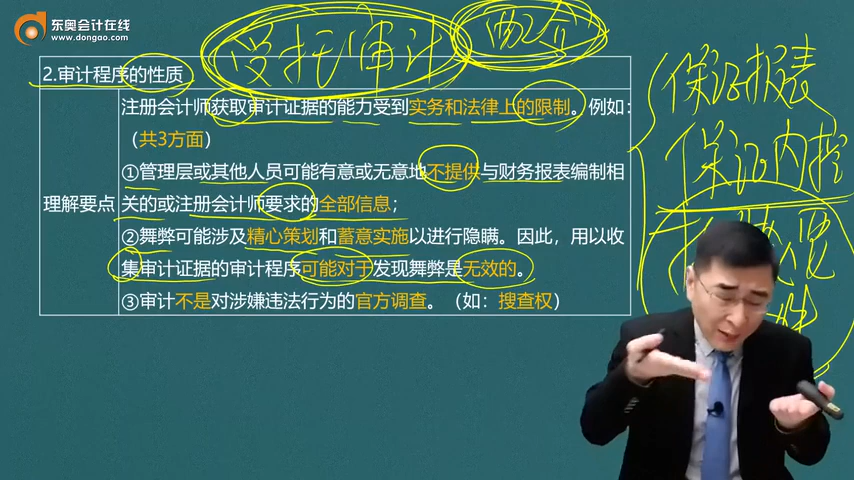 东奥会计在线
www.dongao.com
受托审计
2.审计程序的性质
理解要点
注册会计师获取审计证据的能力受到实务和法律上的限制。例如：
（共3方面）
①管理层或其他人员可能有意或无意地不提供与财务报表编制相
关的或注册会计师要求的全部信息；
②舞弊可能涉及精心策划和蓄意实施以进行隐瞒。因此，用以收
集审计证据的审计程序可能对于发现舞弊是无效的。
③审计不是对涉嫌违法行为的官方调查。（如：搜查权）
保证报表
保证内控